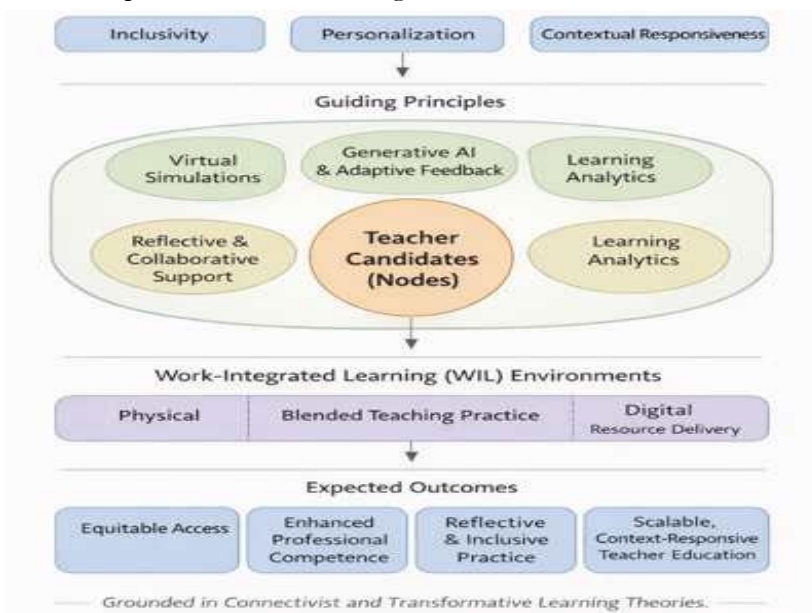 Inclusivity
Personalization
Contextual Responsiveness
Guiding Principles
Virtual
Simulations
Generative AI
& Adaptive Feedback
Learning
Analytics
Reflective &
Collaborative
Support
Teacher
Candidates
(Nodes)
Learning
Analytics
Work-Integrated Learning (WIL) Environments
Physical
Blended Teaching Practice
Digital
Resource Delivery
Expected Outcomes
Equitable Access
Enhanced
Professional
Competence
Reflective
& Inclusive
Practice
Scalable,
Context-Responsive
Teacher Education
Grounded in Connectivist and Transformative Learning Theories.